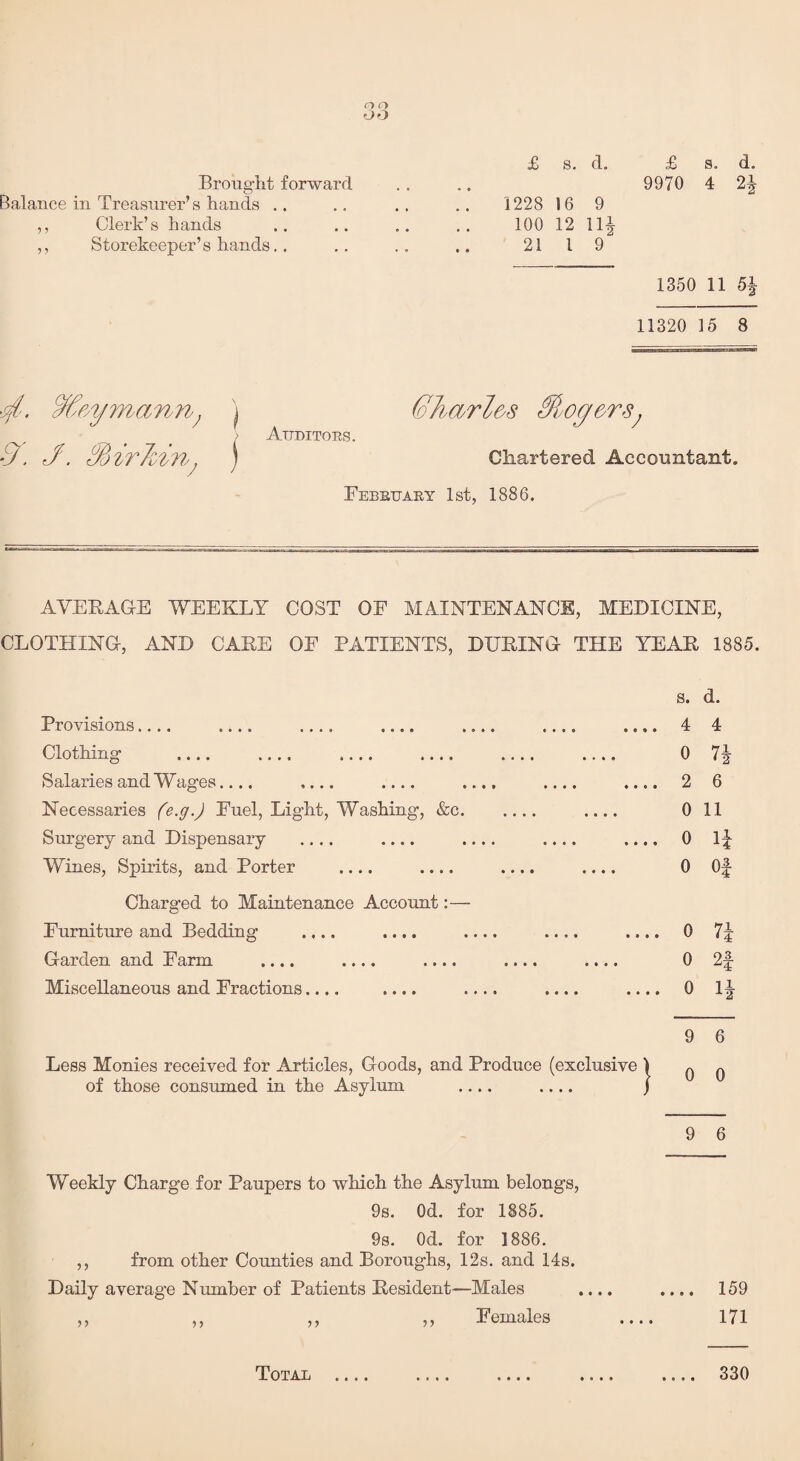 33
£ s. d. £ s. d.
Brought forward .. .. 9970 4 2½
Balance in Treasurer's hands .. .. .. .. 1228 16 9
,, Clerk's hands .. .. .. .. 100 12 11½
,, Storekeeper's hands .. .. .. .. 21 1 9
1350 11 5½
11320 15 8
A. Heymann, } Charles Rogers,
Auditors.
T. J. Birkin, } Chartered Accountant.
February 1st, 1886.
AVERAGE WEEKLY COST OF MAINTENANCE, MEDICINE,
CLOTHING, AND CARE OF PATIENTS, DURING THE YEAR 1885.
s. d.
Provisions .... .... .... .... .... .... .... 4 4
Clothing .... .... .... .... .... .... 0 7½
Salaries and Wages .... .... .... .... .... .... 2 6
Necessaries (e.g.) Fuel, Light, Washing, &c. .... .... 0 11
Surgery and Dispensary .... .... .... .... .... 0 1¼
Wines, Spirits, and Porter .... .... .... .... 0 0¾
Charged to Maintenance Account:—
Furniture and Bedding .... .... .... .... .... 0 7¼
Garden and Farm .... .... .... .... .... 0 2¾
Miscellaneous and Fractions .... .... .... .... .... 0 1½
9 6
Less Monies received for Articles, Goods, and Produce (exclusive } 0 0
of those consumed in the Asylum .... .... }
9 6
Weekly Charge for Paupers to which the Asylum belongs,
9s. 0d. for 1885.
9s. 0d. for 1886.
,, from other Counties and Boroughs, 12s. and 14s.
Daily average Number of Patients Resident—Males .... .... 159
,, ,, ,, ,, Females .... 171
Total .... .... .... .... .... 330